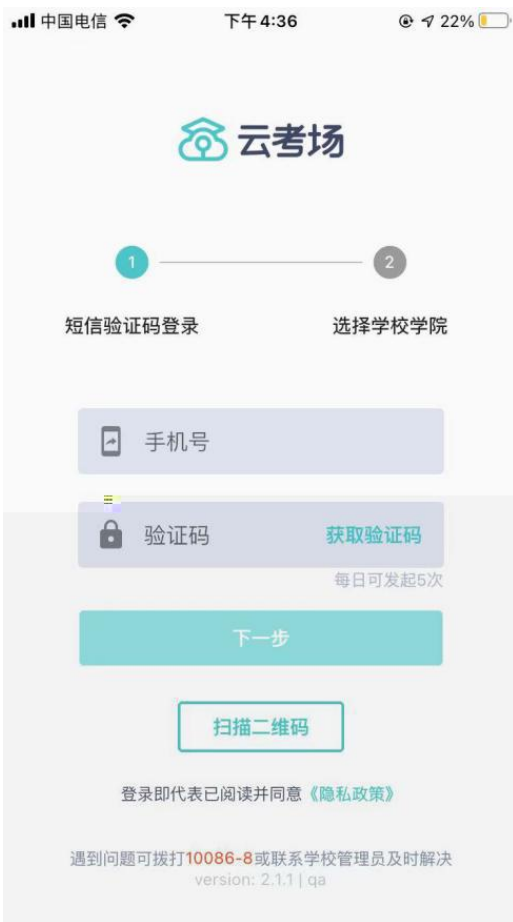 中国电信 下午4:36 22%
云考场
1 2
短信验证码登录 选择学校学院
手机号
验证码 获取验证码
每日可发起5次
下一步
扫描二维码
登录即代表已阅读并同意《隐私政策》
遇到问题可拨打10086-8或联系学校管理员及时解决
version: 2.1.1 | qa